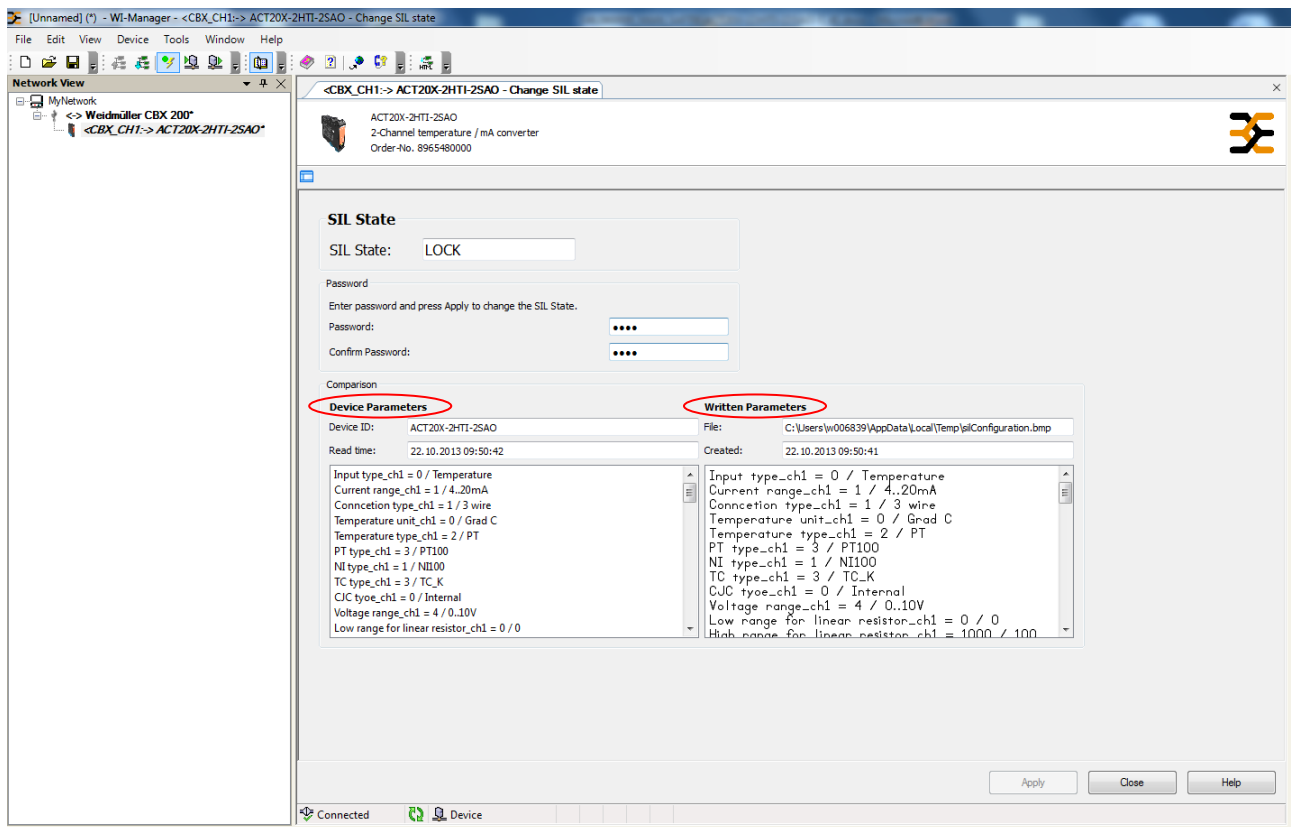 [Unnamed] (*) - WI-Manager - <CBX_CH1:-> ACT20X-2HTI-2SAO - Change SIL state
File Edit View Device Tools Window Help
Network View
MyNetwork
<-> Weidmüller CBX 200*
<CBX_CH1:-> ACT20X-2HTI-2SAO*
<CBX_CH1:-> ACT20X-2HTI-2SAO - Change SIL state
ACT20X-2HTI-2SAO
2-Channel temperature / mA converter
Order-No. 8965480000
SIL State
SIL State: LOCK
Password
Enter password and press Apply to change the SIL State.
Password: ••••
Confirm Password: ••••
Comparison
Device Parameters
Device ID: ACT20X-2HTI-2SAO
Read time: 22.10.2013 09:50:42
Input type_ch1 = 0 / Temperature
Current range_ch1 = 1 / 4..20mA
Conncetion type_ch1 = 1 / 3 wire
Temperature unit_ch1 = 0 / Grad C
Temperature type_ch1 = 2 / PT
PT type_ch1 = 3 / PT100
NI type_ch1 = 1 / NI100
TC type_ch1 = 3 / TC_K
CJC tyoe_ch1 = 0 / Internal
Voltage range_ch1 = 4 / 0..10V
Low range for linear resistor_ch1 = 0 / 0
Written Parameters
File: C:\Users\w006839\AppData\Local\Temp\silConfiguration.bmp
Created: 22.10.2013 09:50:41
Input type_ch1 = 0 / Temperature
Current range_ch1 = 1 / 4..20mA
Conncetion type_ch1 = 1 / 3 wire
Temperature unit_ch1 = 0 / Grad C
Temperature type_ch1 = 2 / PT
PT type_ch1 = 3 / PT100
NI type_ch1 = 1 / NI100
TC type_ch1 = 3 / TC_K
CJC tyoe_ch1 = 0 / Internal
Voltage range_ch1 = 4 / 0..10V
Low range for linear resistor_ch1 = 0 / 0
High range for linear resistor_ch1 = 1000 / 100
Apply Close Help
Connected Device